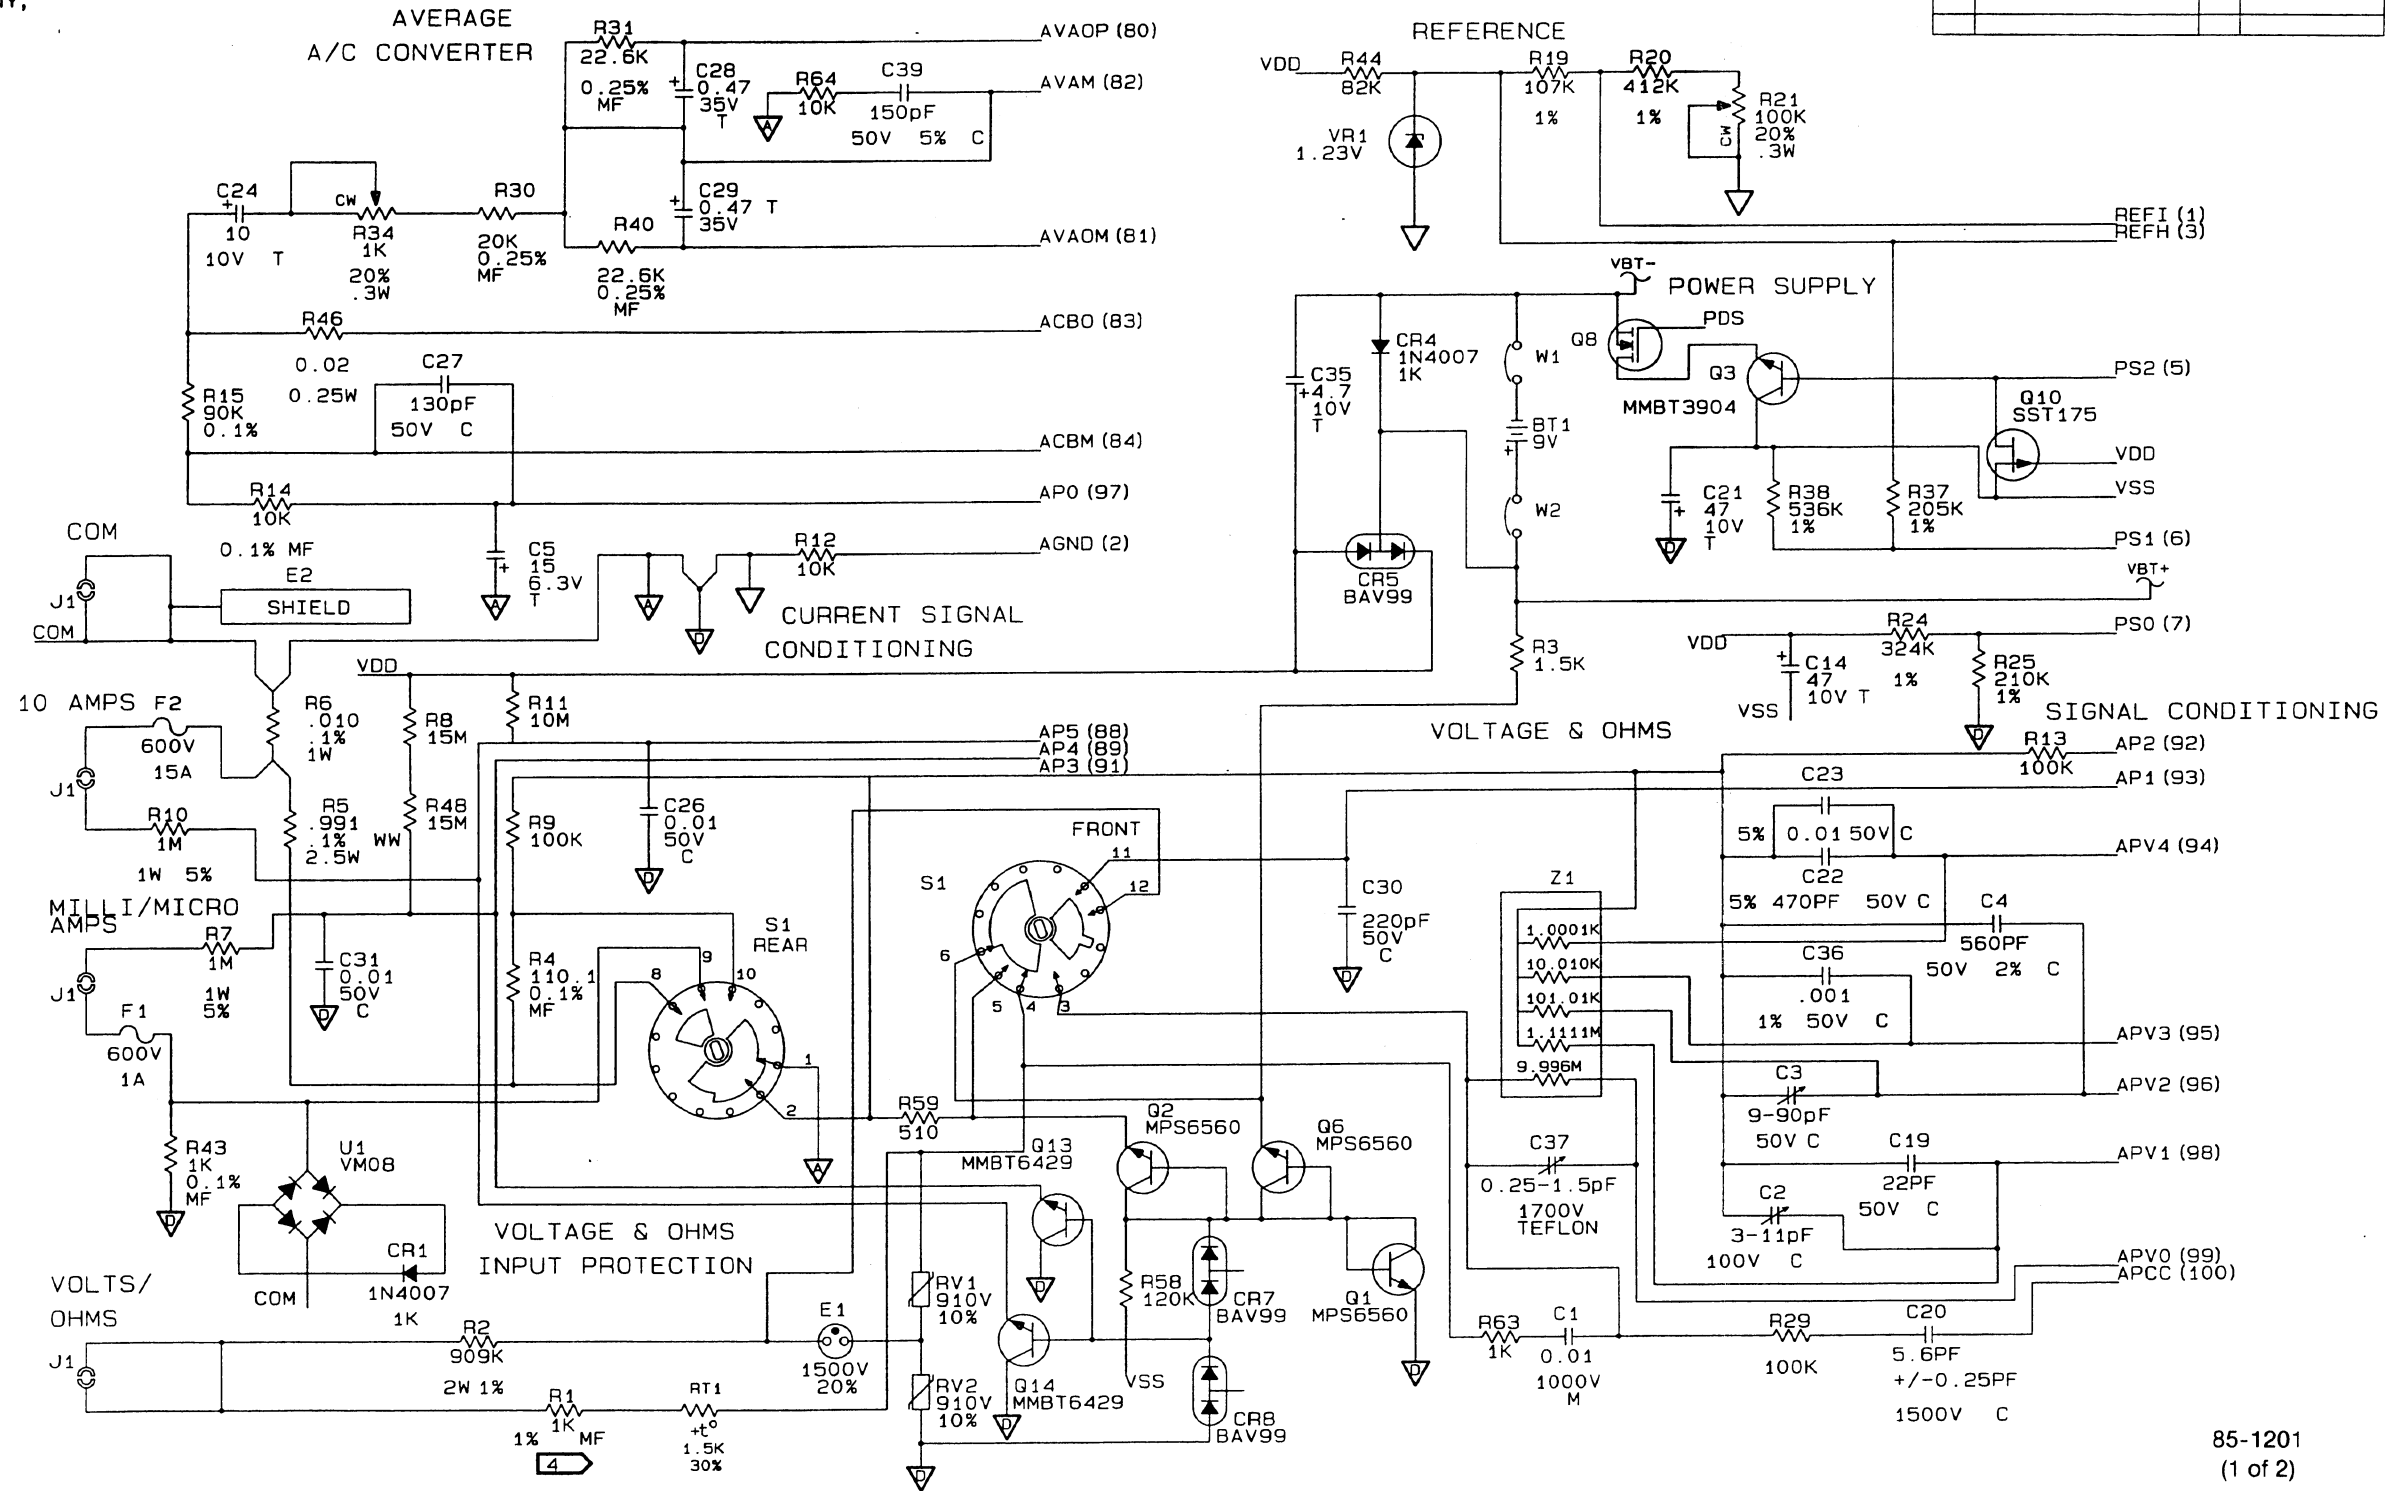 AVERAGE
A/C CONVERTER
R31
22.6K
0.25%
MF
C28
+
0.47
35V
T
R64
10K
C39
150pF
50V 5% C
A
AVAOP (80)
AVAM (82)
C24
+
10
10V T
CW
R34
1K
20%
.3W
R30
20K
0.25%
MF
R40
22.6K
0.25%
MF
C29
+
0.47 T
35V
AVAOM (81)
R46
0.02
0.25W
ACBO (83)
R15
90K
0.1%
C27
130pF
50V C
ACBM (84)
R14
10K
0.1% MF
APO (97)
C5
15
+
6.3V
T
A
R12
10K
AGND (2)
A
D
COM
J1
COM
E2
SHIELD
CURRENT SIGNAL
CONDITIONING
REFERENCE
VDD
R44
82K
VR1
1.23V
R19
107K
1%
R20
412K
1%
R21
100K
20%
.3W
CW
REFI (1)
REFH (3)
VBT-
POWER SUPPLY
Q8
PDS
Q3
MMBT3904
PS2 (5)
Q10
SST175
VDD
VSS
CR4
1N4007
1K
W1
C35
+4.7
10V
T
BT1
9V
+
W2
CR5
BAV99
C21
47
+
10V
T
D
R38
536K
1%
R37
205K
1%
PS1 (6)
VBT+
R3
1.5K
VDD
R24
324K
1%
PS0 (7)
+
C14
47
10V T
VSS
R25
210K
1%
D
VDD
10 AMPS
F2
600V
15A
J1
R10
1M
1W 5%
R6
.010
.1%
1W
R5
.991
.1%
2.5W
WW
R8
15M
R48
15M
R11
10M
AP5 (88)
AP4 (89)
AP3 (91)
C26
0.01
50V
C
D
R9
100K
MILLI/MICRO
AMPS
J1
R7
1M
1W
5%
F1
600V
1A
C31
0.01
50V
C
D
R4
110.1
0.1%
MF
S1
REAR
8
9
10
1
2
A
FRONT
S1
11
12
6
5
4
3
C30
220pF
50V
C
D
VOLTAGE & OHMS
SIGNAL CONDITIONING
R13
100K
AP2 (92)
AP1 (93)
C23
5% 0.01 50V C
C22
5% 470PF 50V C
APV4 (94)
Z1
1.0001K
10.010K
101.01K
1.1111M
9.996M
C4
560PF
50V 2% C
C36
.001
1% 50V C
APV3 (95)
C3
9-90pF
50V C
APV2 (96)
C19
22PF
50V C
APV1 (98)
C2
3-11pF
100V C
APV0 (99)
APCC (100)
C37
0.25-1.5pF
1700V
TEFLON
R63
1K
C1
0.01
1000V
M
R29
100K
C20
5.6PF
+/-0.25PF
1500V C
R43
1K
0.1%
MF
D
U1
VM08
CR1
1N4007
1K
COM
VOLTAGE & OHMS
INPUT PROTECTION
R59
510
Q13
MMBT6429
Q2
MPS6560
Q6
MPS6560
Q1
MPS6560
D
D
R58
120K
VSS
CR7
BAV99
CR8
BAV99
Q14
MMBT6429
D
RV1
910V
10%
RV2
910V
10%
D
E1
1500V
20%
VOLTS/
OHMS
J1
R2
909K
2W 1%
R1
1K
1% MF
4
RT1
+t°
1.5K
30%
85-1201
(1 of 2)